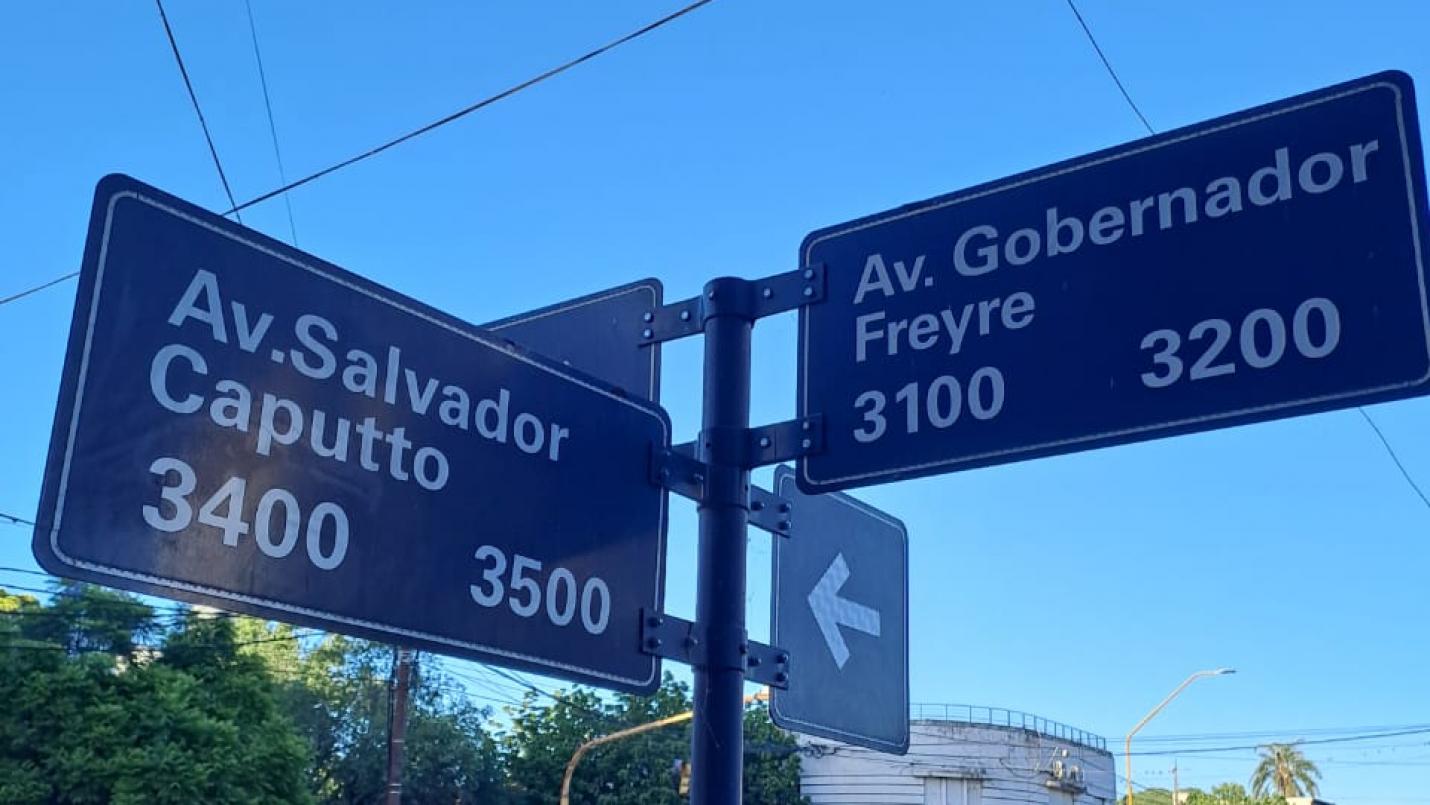 Av.Salvador
Caputto
3400 3500
Av. Gobernador
Freyre
3100 3200